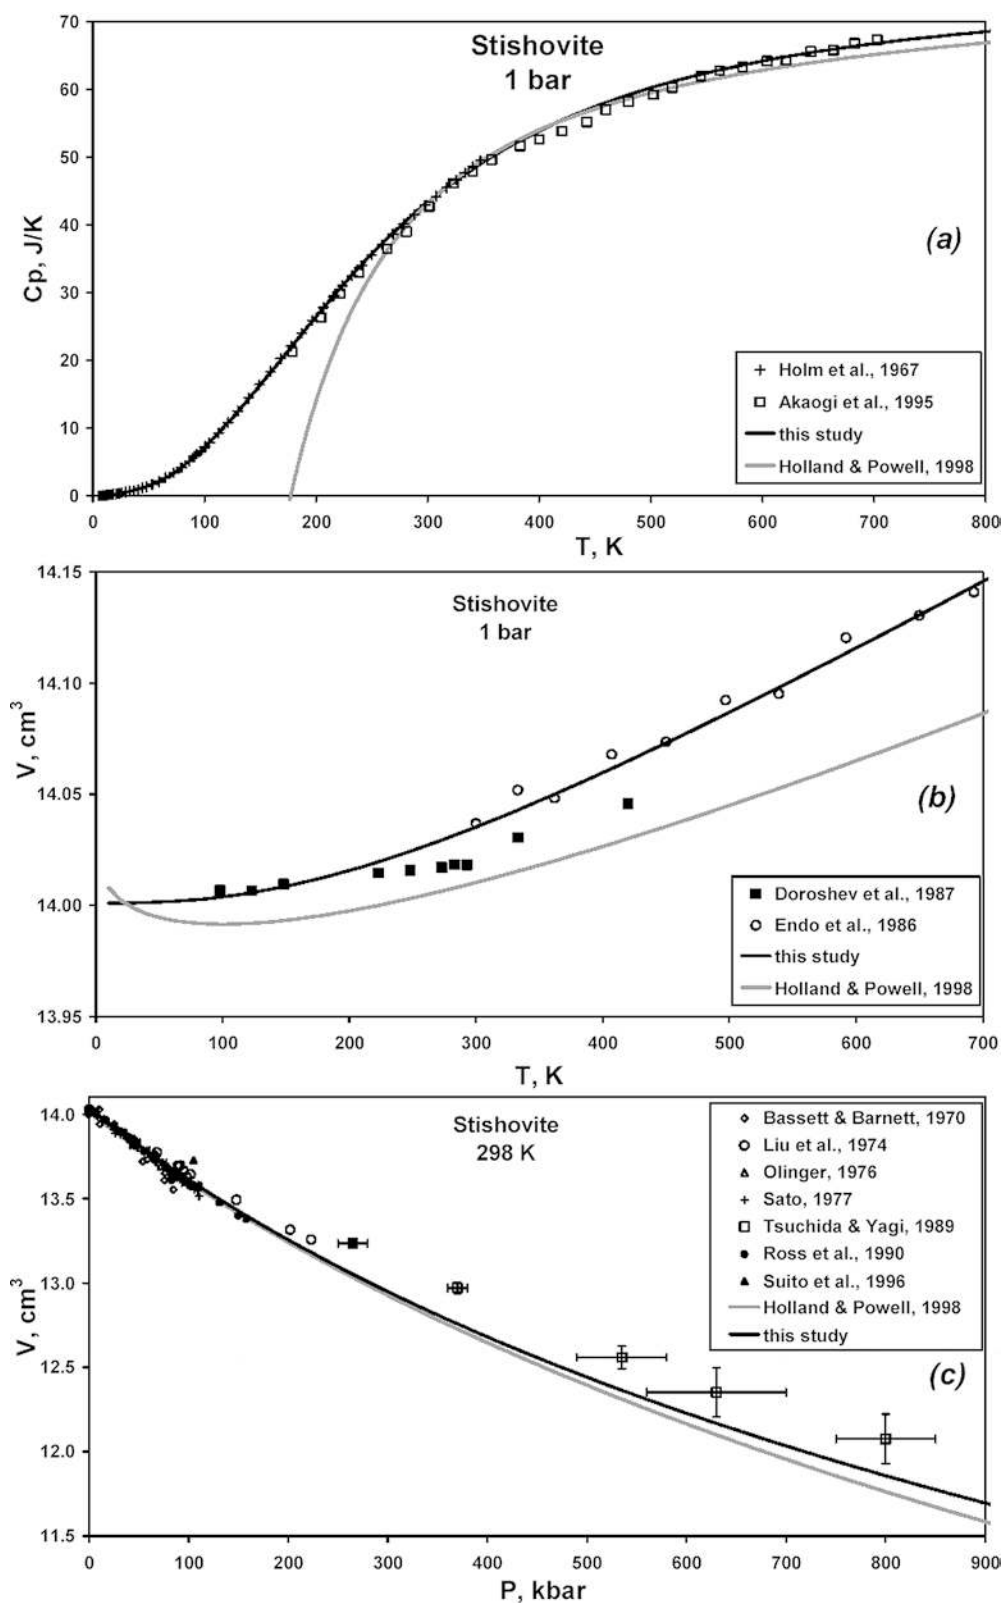 70
60
50
40
30
20
10
0
Cp, J/K
Stishovite
1 bar
(a)
Holm et al., 1967
Akaogi et al., 1995
this study
Holland & Powell, 1998
0 100 200 300 400 500 600 700 800
T, K
14.15
14.10
14.05
14.00
13.95
V, cm3
Stishovite
1 bar
(b)
Doroshev et al., 1987
Endo et al., 1986
this study
Holland & Powell, 1998
0 100 200 300 400 500 600 700
T, K
14.0
13.5
13.0
12.5
12.0
11.5
V, cm3
Stishovite
298 K
Bassett & Barnett, 1970
Liu et al., 1974
Olinger, 1976
Sato, 1977
Tsuchida & Yagi, 1989
Ross et al., 1990
Suito et al., 1996
Holland & Powell, 1998
this study
(c)
0 100 200 300 400 500 600 700 800 900
P, kbar